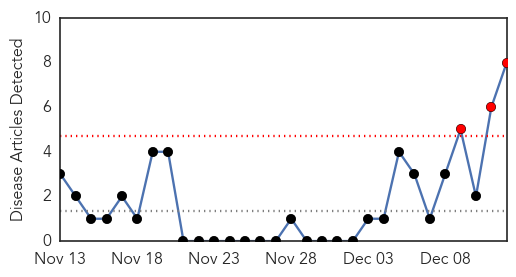 10
8
6
4
2
0
Disease Articles Detected
Nov 13
Nov 18
Nov 23
Nov 28
Dec 03
Dec 08